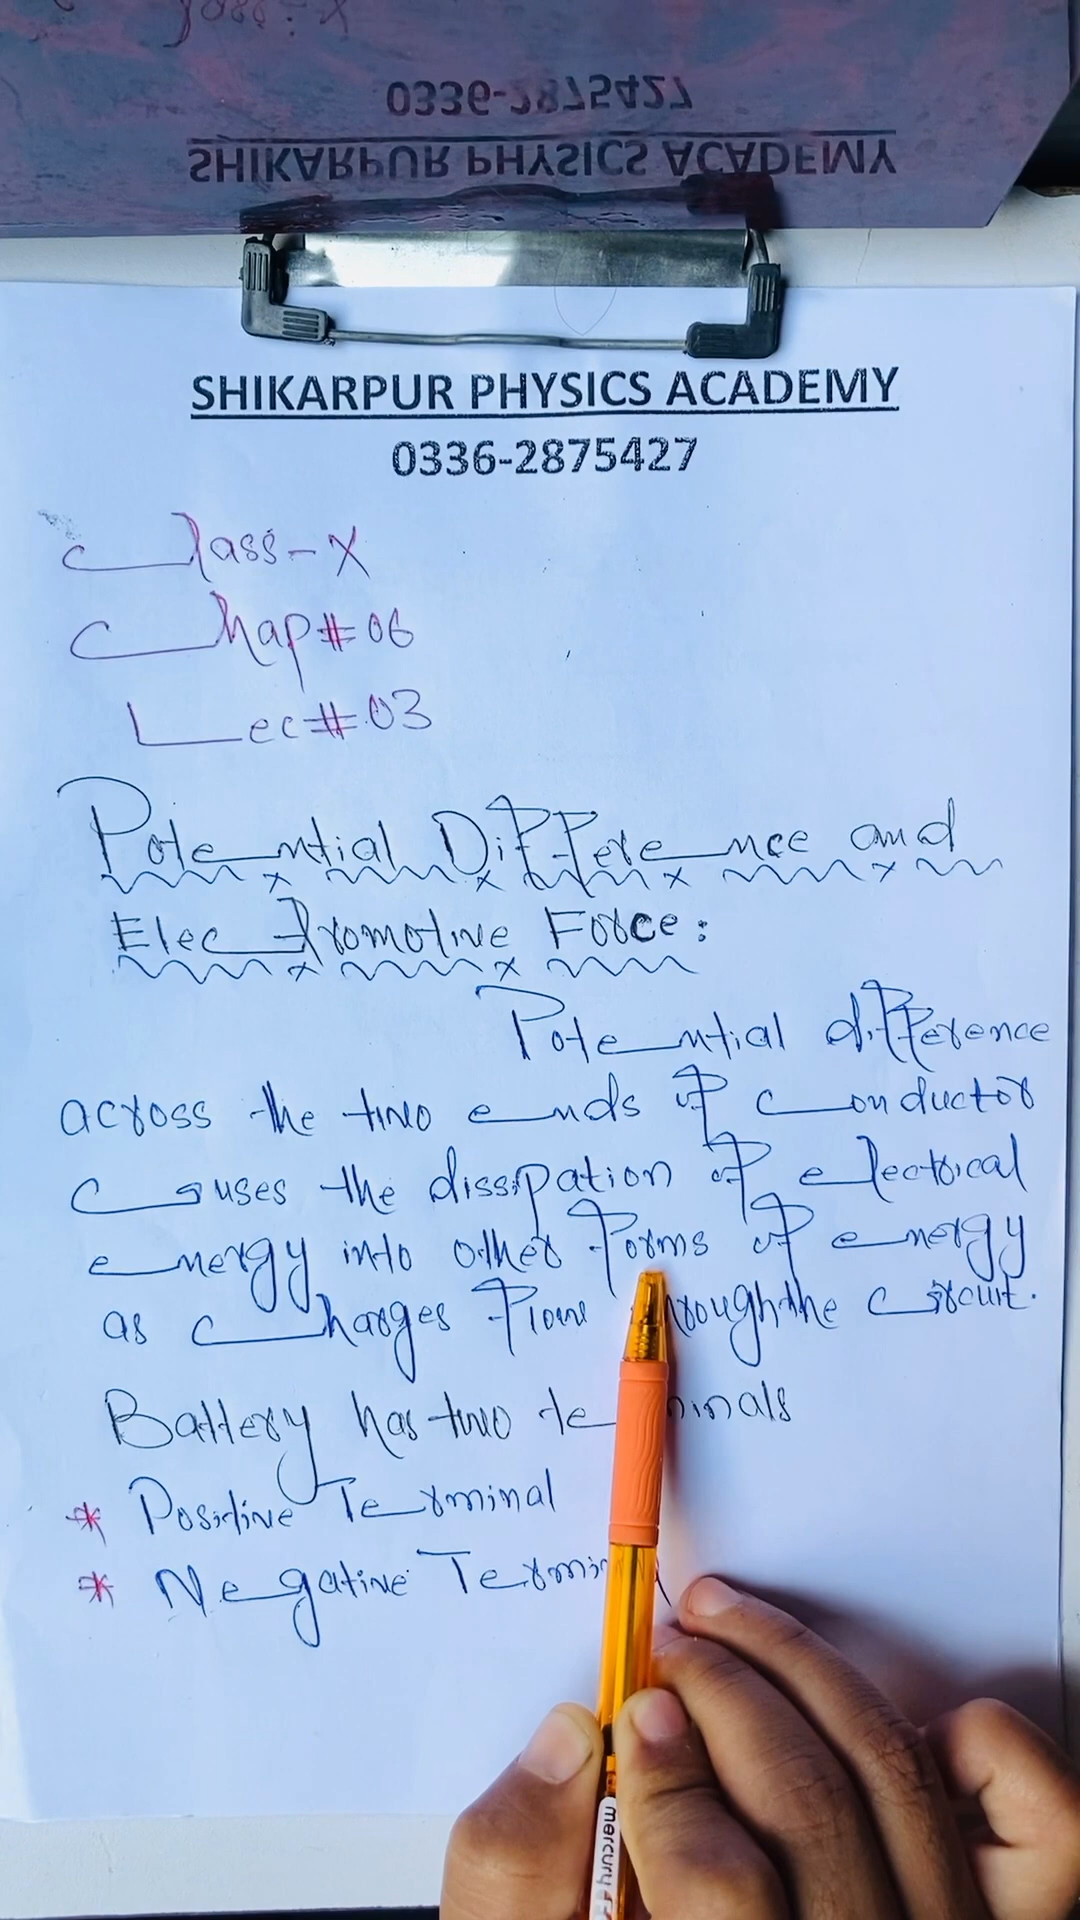 0336-2875427
SHIKARPUR PHYSICS ACADEMY
SHIKARPUR PHYSICS ACADEMY
0336-2875427
Class-X
Chap#06
Lec#03
Potential Difference and
Electromotive Force:
Potential difference
across the two ends of conductor
causes the dissipation of electorical
energy into other forms of energy
as charges flow through the circuit.
Battery has two terminals
* Positive Terminal
* Negative Terminal
mercury